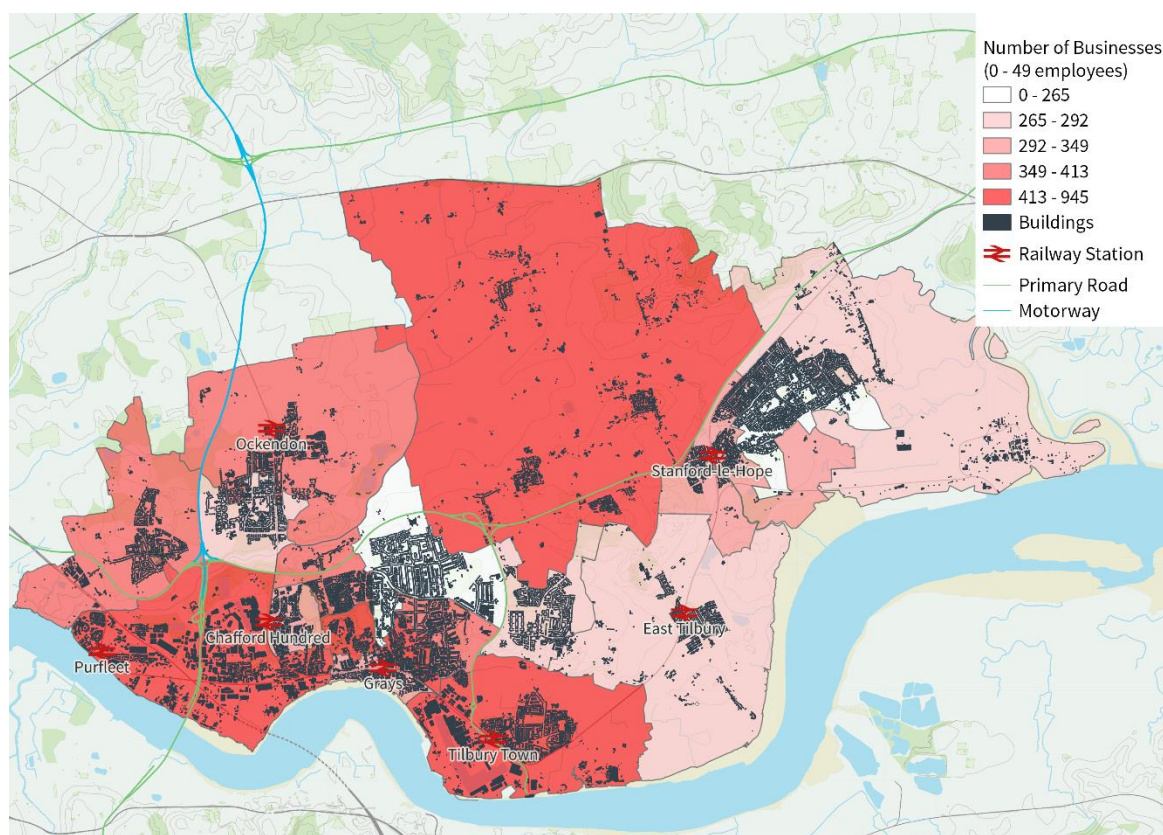 Number of Businesses
(0 - 49 employees)
0 - 265
265 - 292
292 - 349
349 - 413
413 - 945
Buildings
Railway Station
Primary Road
Motorway
Ockendon
Stanford-le-Hope
Chafford Hundred
East Tilbury
Purfleet
Grays
Tilbury Town